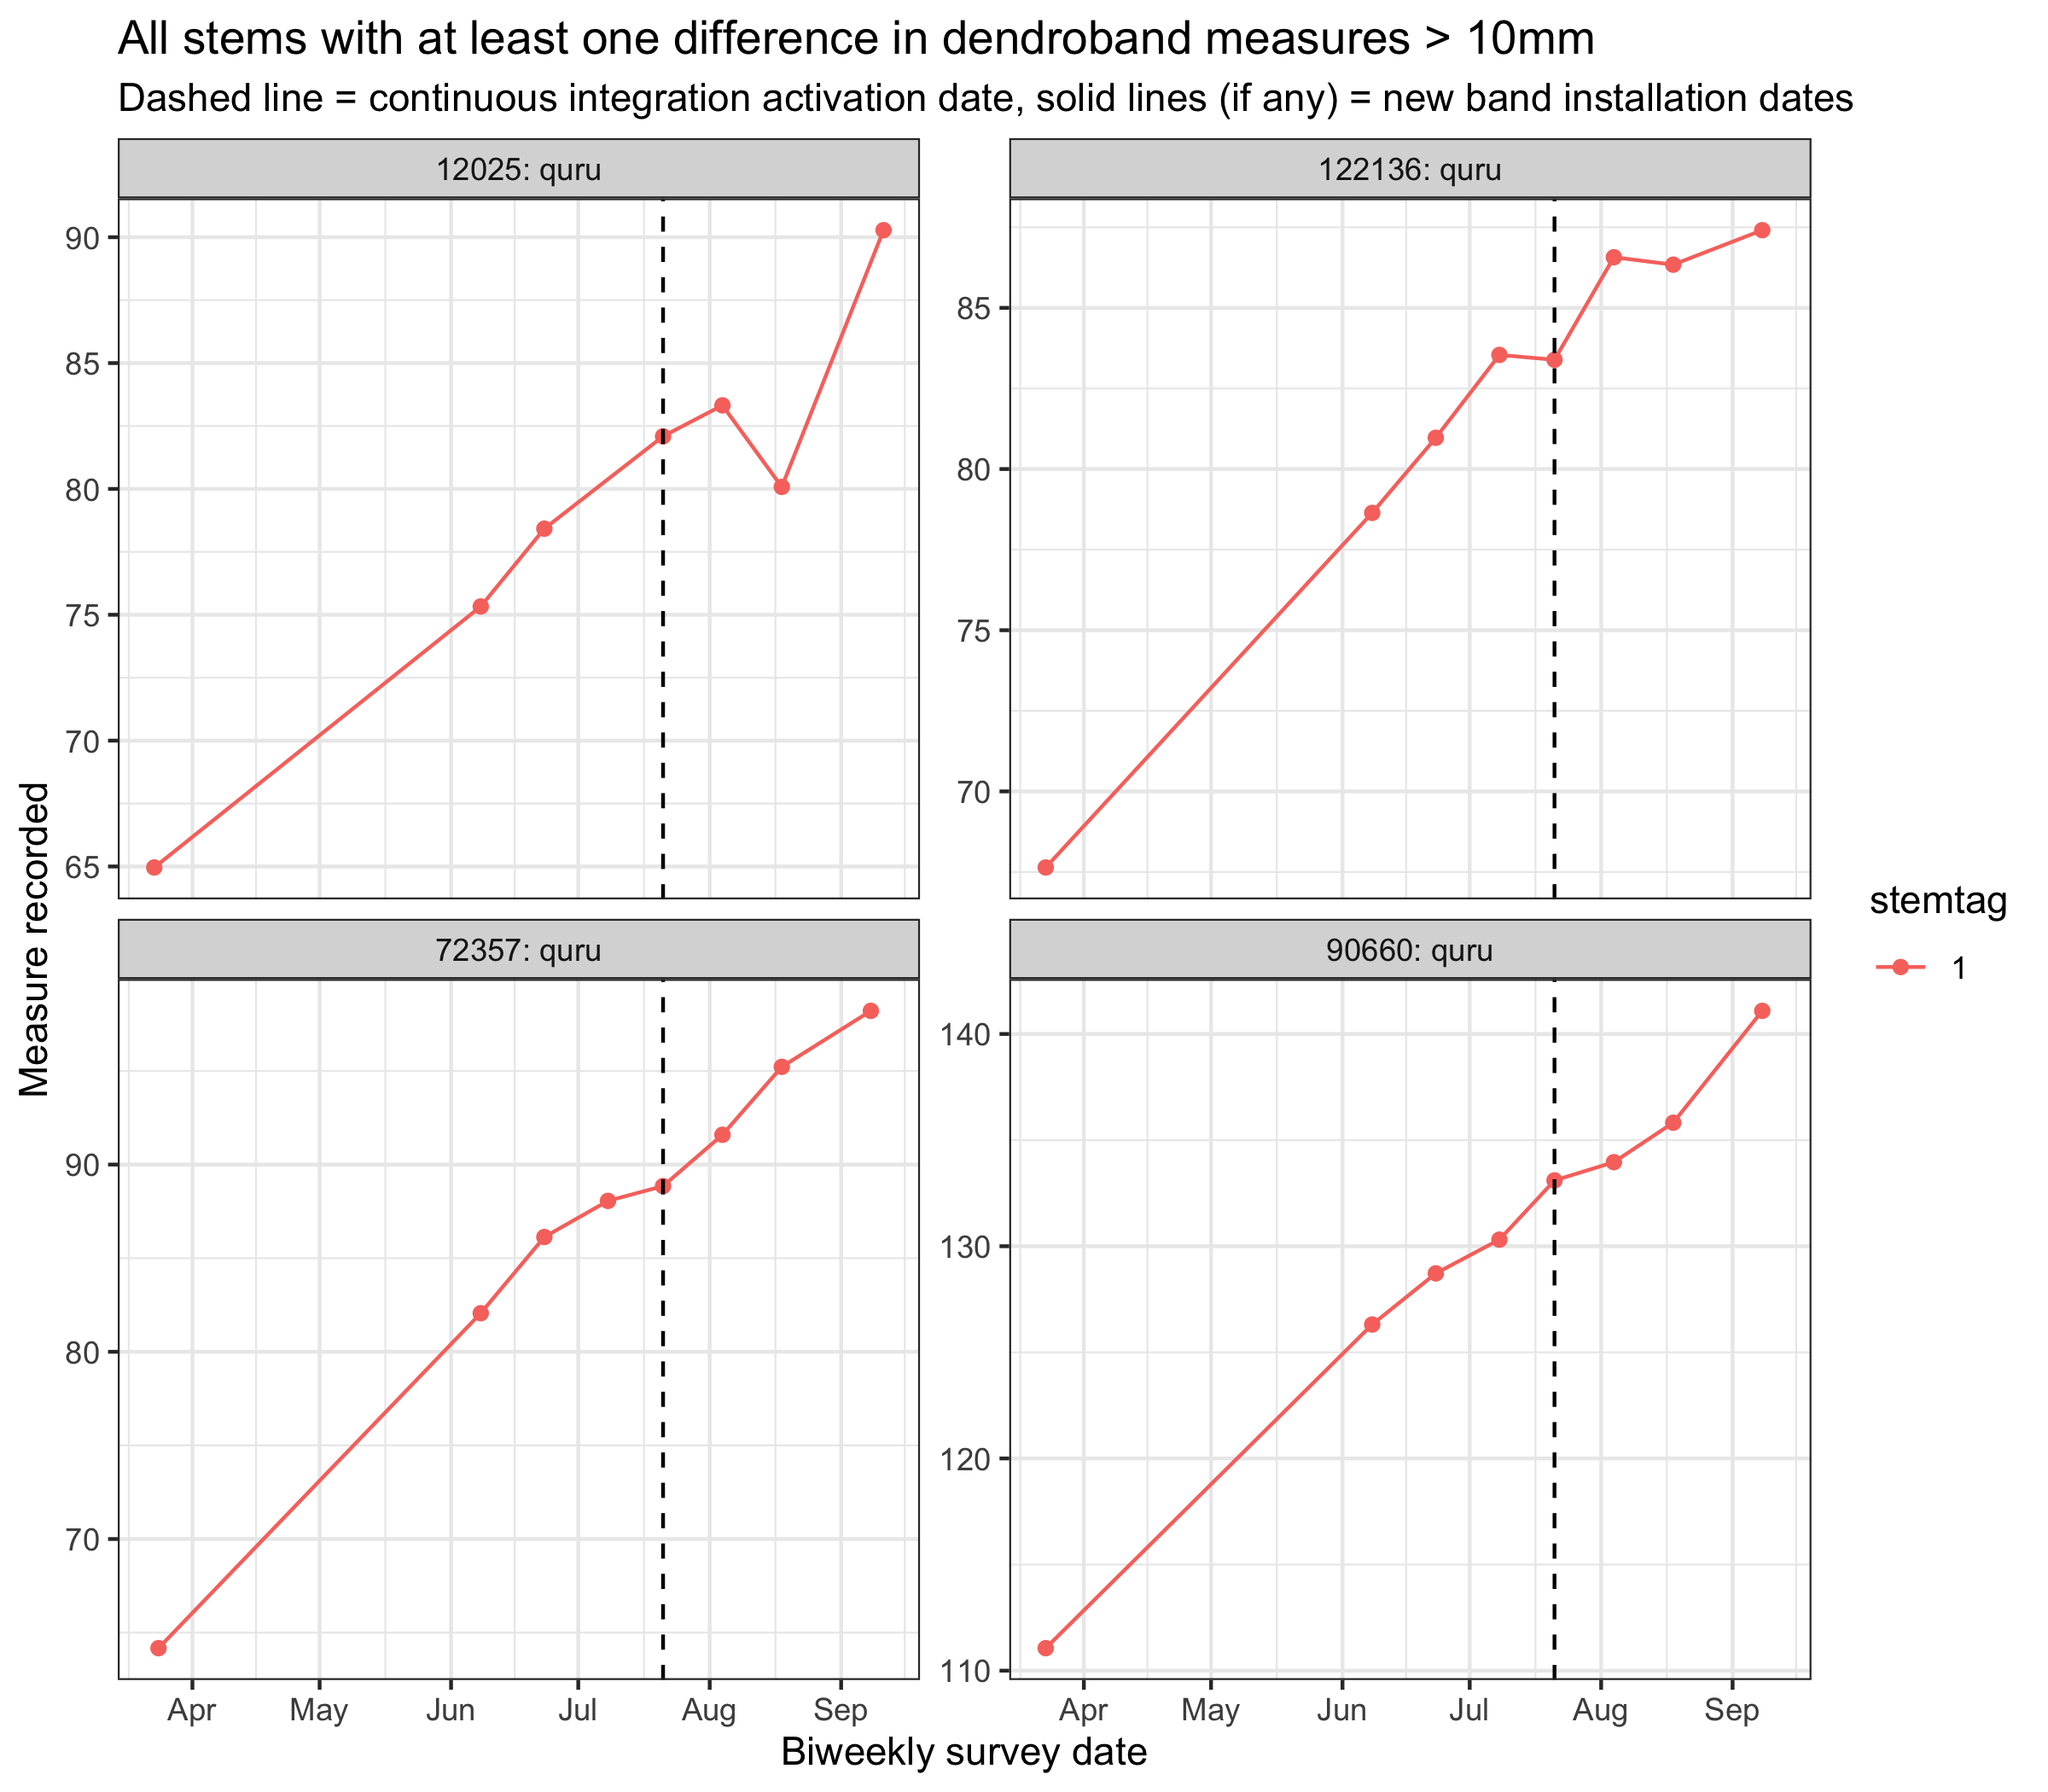 All stems with at least one difference in dendroband measures > 10mm
Dashed line = continuous integration activation date, solid lines (if any) = new band installation dates
12025: quru
122136: quru
90
85
80
75
70
65
85
80
75
70
72357: quru
90660: quru
90
80
70
140
130
120
110
Apr May Jun Jul Aug Sep
Apr May Jun Jul Aug Sep
Measure recorded
Biweekly survey date
stemtag
1